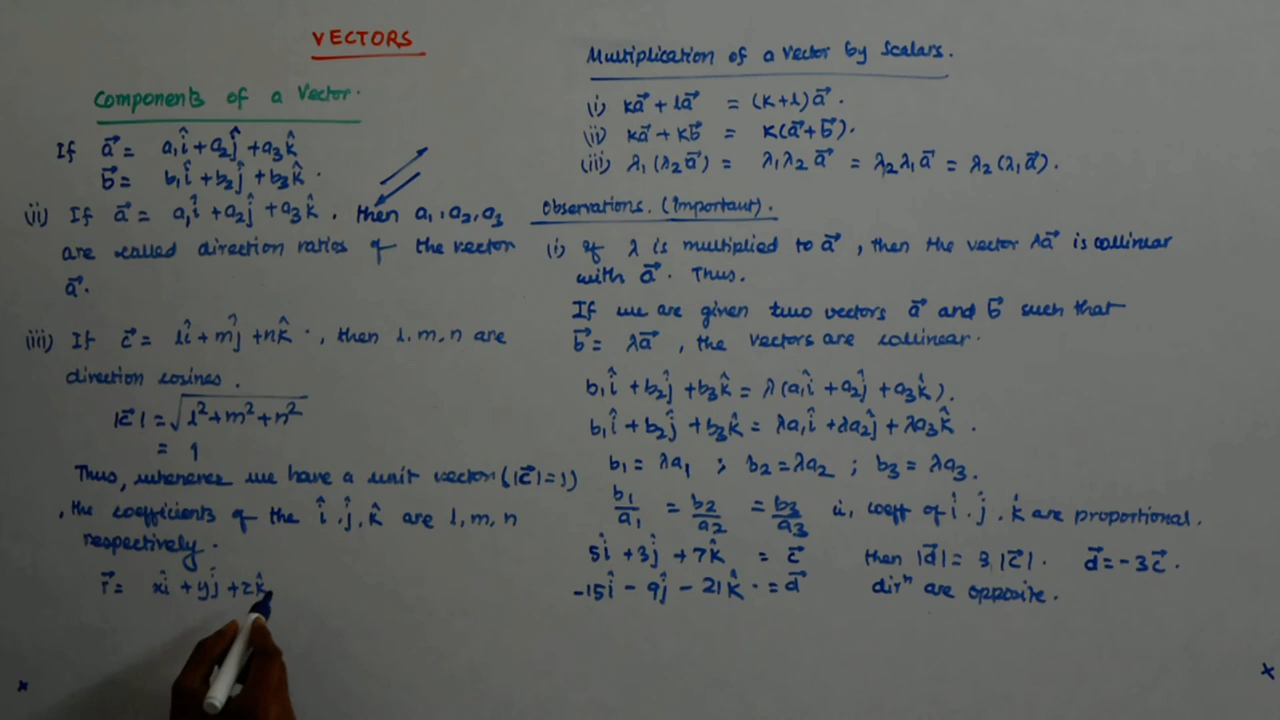 VECTORS
Components of a Vector.
If a⃗ = a₁î + a₂ĵ + a₃k̂
b⃗ = b₁î + b₂ĵ + b₃k̂.
(ii) If a⃗ = a₁î + a₂ĵ + a₃k̂, then a₁, a₂, a₃
are called direction ratios of the vector
a⃗.
(iii) If c⃗ = lî + mĵ + nk̂., then l, m, n are
direction cosines.
|c⃗| = √(l² + m² + n²)
= 1
Thus, whenever we have a unit vector (|c⃗| = 1)
, the coefficients of the î, ĵ, k̂ are l, m, n
respectively.
r⃗ = xî + yĵ + zk̂
Multiplication of a Vector by Scalars.
(i) ka⃗ + la⃗ = (k+l)a⃗.
(ii) ka⃗ + kb⃗ = k(a⃗+b⃗).
(iii) λ₁(λ₂a⃗) = λ₁λ₂a⃗ = λ₂λ₁a⃗ = λ₂(λ₁a⃗).
Observations. (Important).
(i) If λ is multiplied to a⃗, then the vector λa⃗ is collinear
with a⃗. Thus.
If we are given two vectors a⃗ and b⃗ such that
b⃗ = λa⃗, the vectors are collinear.
b₁î + b₂ĵ + b₃k̂ = λ(a₁î + a₂ĵ + a₃k̂).
b₁î + b₂ĵ + b₃k̂ = λa₁î + λa₂ĵ + λa₃k̂.
b₁ = λa₁ ; b₂ = λa₂ ; b₃ = λa₃.
b₁/a₁ = b₂/a₂ = b₃/a₃ ie, coeff of î, ĵ, k̂ are proportional.
5î + 3ĵ + 7k̂ = c⃗ then |d⃗| = 3|c⃗|. d⃗ = -3c⃗.
-15î - 9ĵ - 21k̂. = d⃗ dirⁿ are opposite.